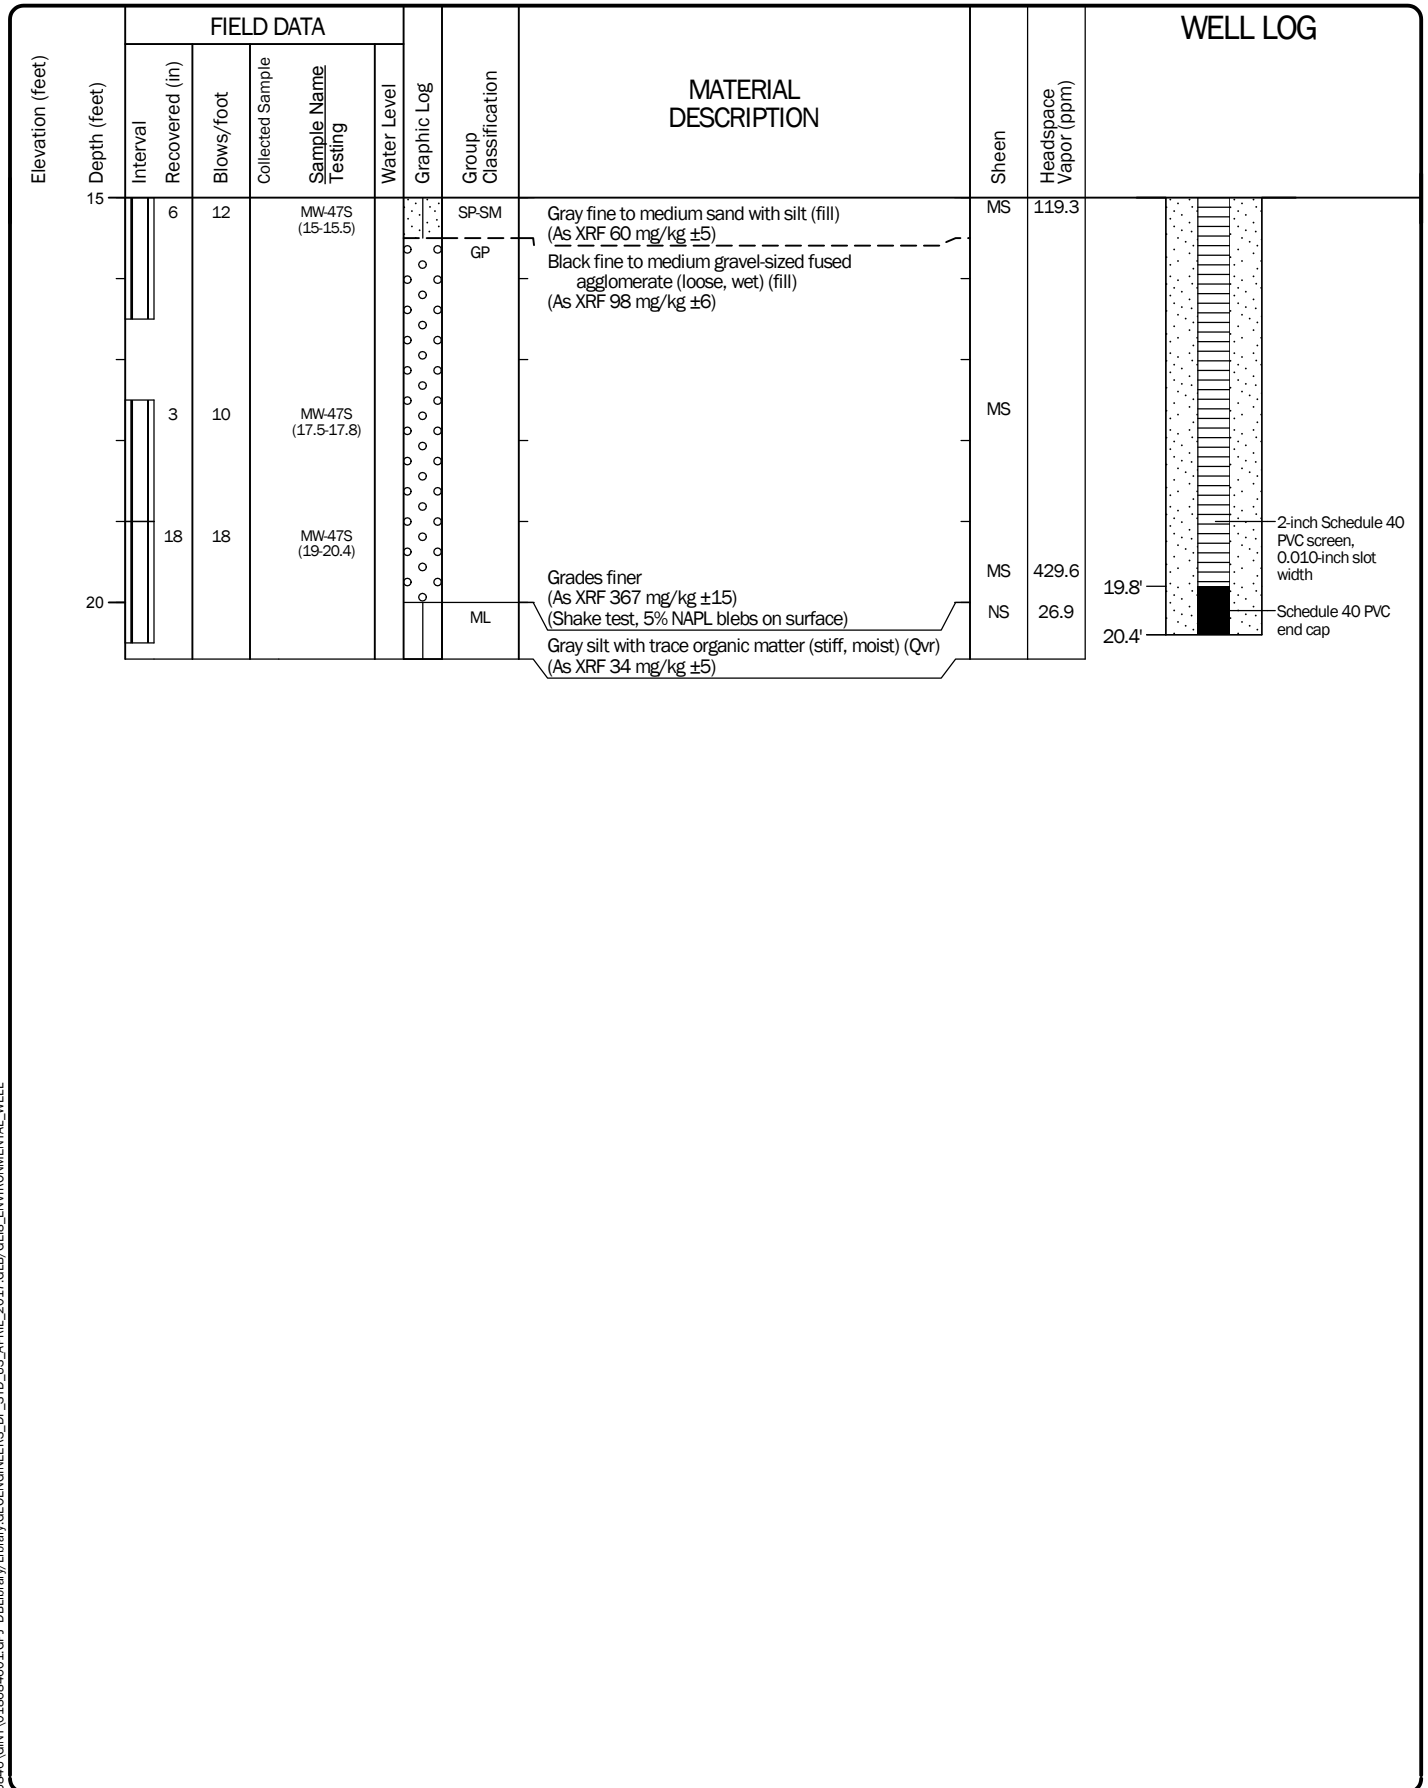 FIELD DATA
WELL LOG
Elevation (feet)
Depth (feet)
Interval
Recovered (in)
Blows/foot
Collected Sample
Sample Name
Testing
Water Level
Graphic Log
Group
Classification
MATERIAL
DESCRIPTION
Sheen
Headspace
Vapor (ppm)
15
6
12
MW-47S
(15-15.5)
SP-SM
Gray fine to medium sand with silt (fill)
(As XRF 60 mg/kg ±5)
MS
119.3
GP
Black fine to medium gravel-sized fused
agglomerate (loose, wet) (fill)
(As XRF 98 mg/kg ±6)
3
10
MW-47S
(17.5-17.8)
MS
18
18
MW-47S
(19-20.4)
2-inch Schedule 40
PVC screen,
0.010-inch slot
width
Grades finer
(As XRF 367 mg/kg ±15)
(Shake test, 5% NAPL blebs on surface)
MS
429.6
19.8'
20
ML
NS
26.9
Schedule 40 PVC
end cap
20.4'
Gray silt with trace organic matter (stiff, moist) (Qvr)
(As XRF 34 mg/kg ±5)